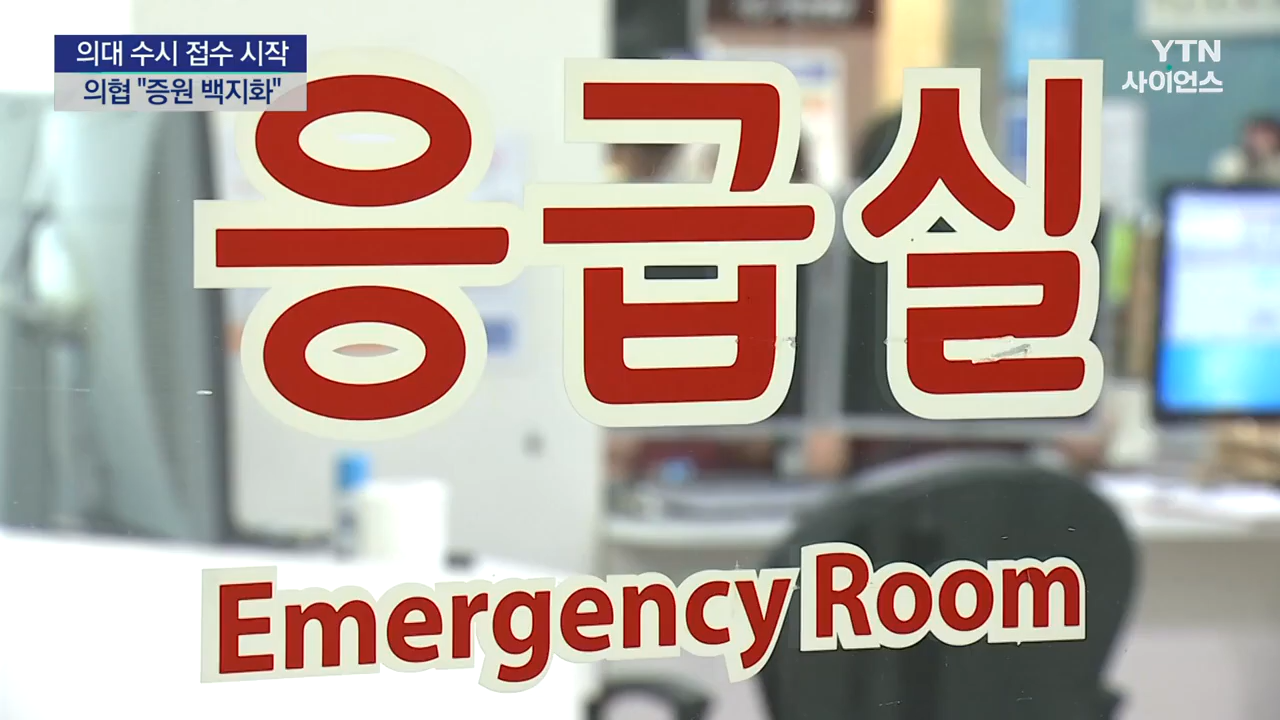 의대 수시 접수 시작
의협 "증원 백지화"
YTN
사이언스
응급실
Emergency Room